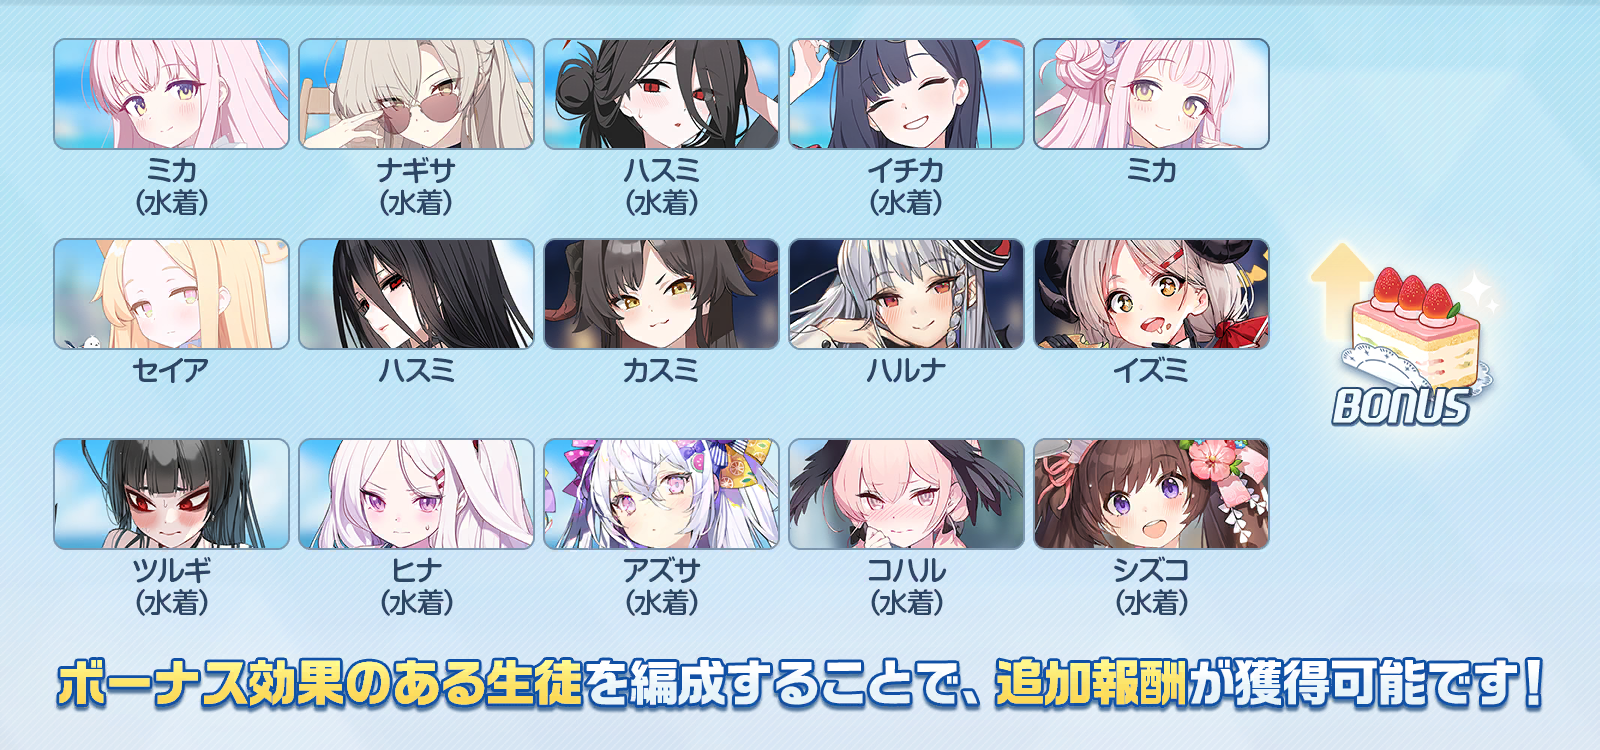 ミカ
（水着）
ナギサ
（水着）
ハスミ
（水着）
イチカ
（水着）
ミカ
セイア
ハスミ
カスミ
ハルナ
イズミ
BONUS
ツルギ
（水着）
ヒナ
（水着）
アズサ
（水着）
コハル
（水着）
シズコ
（水着）
ボーナス効果のある生徒を編成することで、追加報酬が獲得可能です！